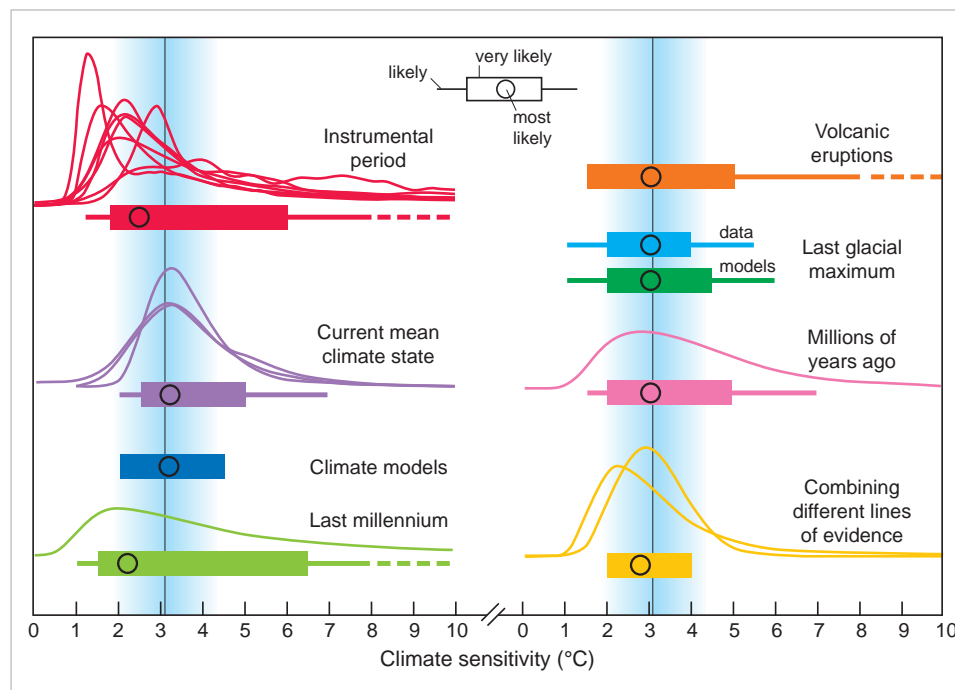 likely
very likely
most
likely
Instrumental
period
Current mean
climate state
Climate models
Last millennium
Volcanic
eruptions
data
models
Last glacial
maximum
Millions of
years ago
Combining
different lines
of evidence
0 1 2 3 4 5 6 7 8 9 10 0 1 2 3 4 5 6 7 8 9 10
Climate sensitivity (°C)